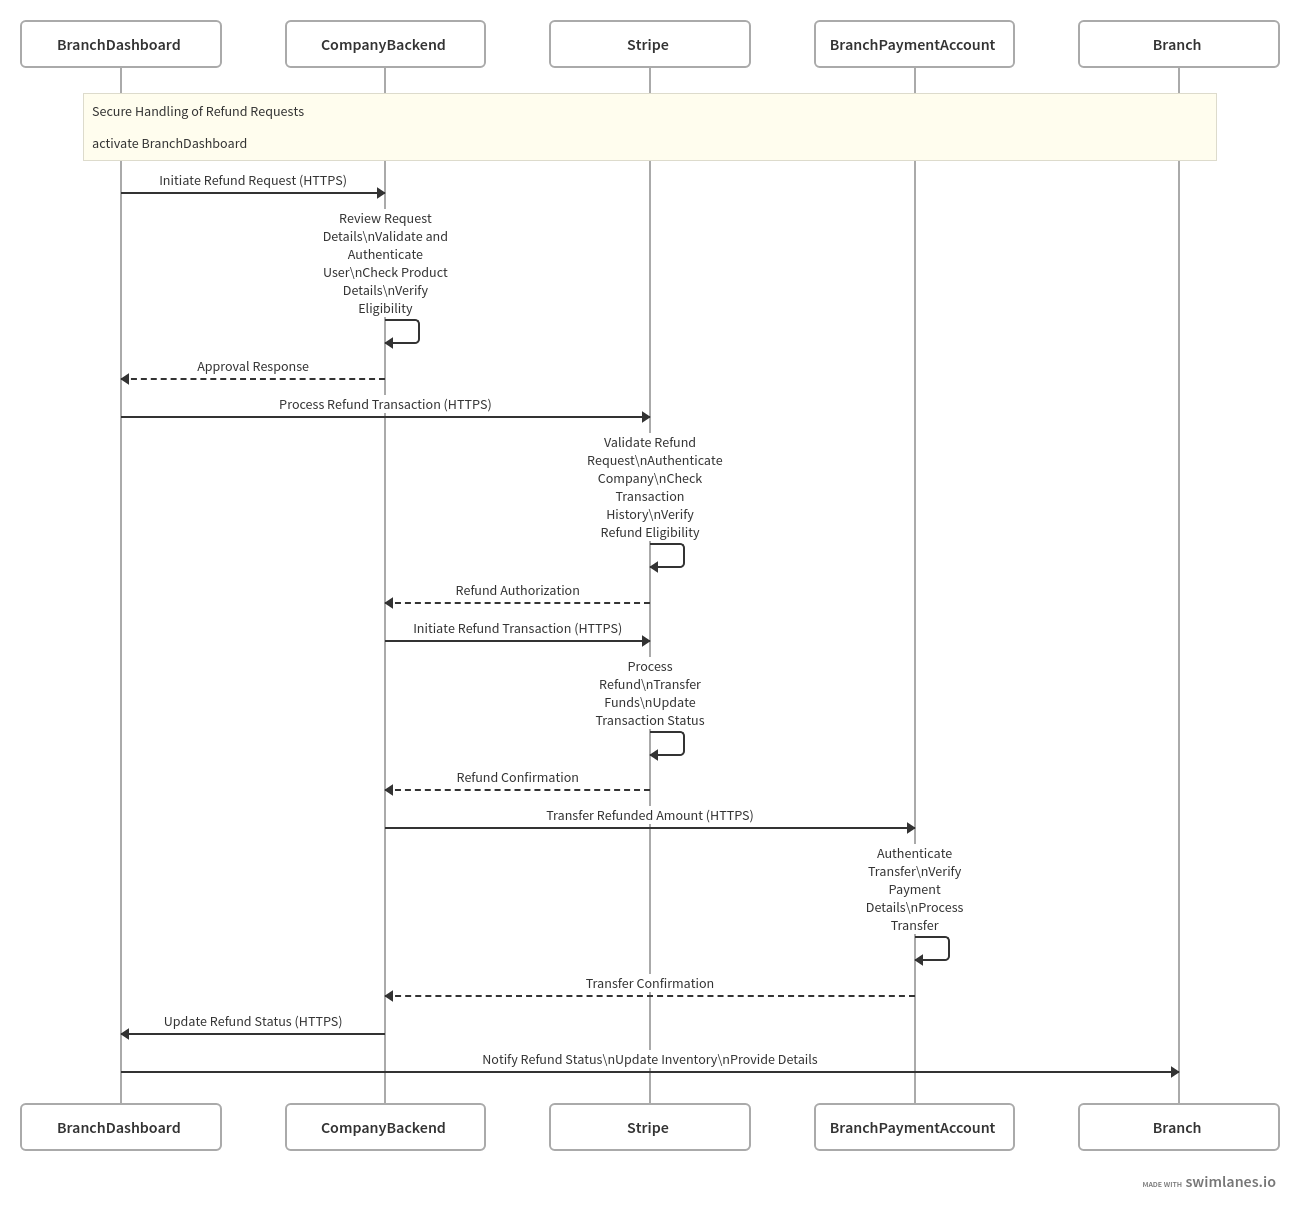 BranchDashboard
CompanyBackend
Stripe
BranchPaymentAccount
Branch
Secure Handling of Refund Requests
activate BranchDashboard
Initiate Refund Request (HTTPS)
Review Request
Details\nValidate and
Authenticate
User\nCheck Product
Details\nVerify
Eligibility
Approval Response
Process Refund Transaction (HTTPS)
Validate Refund
Request\nAuthenticate
Company\nCheck
Transaction
History\nVerify
Refund Eligibility
Refund Authorization
Initiate Refund Transaction (HTTPS)
Process
Refund\nTransfer
Funds\nUpdate
Transaction Status
Refund Confirmation
Transfer Refunded Amount (HTTPS)
Authenticate
Transfer\nVerify
Payment
Details\nProcess
Transfer
Transfer Confirmation
Update Refund Status (HTTPS)
Notify Refund Status\nUpdate Inventory\nProvide Details
BranchDashboard
CompanyBackend
Stripe
BranchPaymentAccount
Branch
MADE WITH swimlanes.io